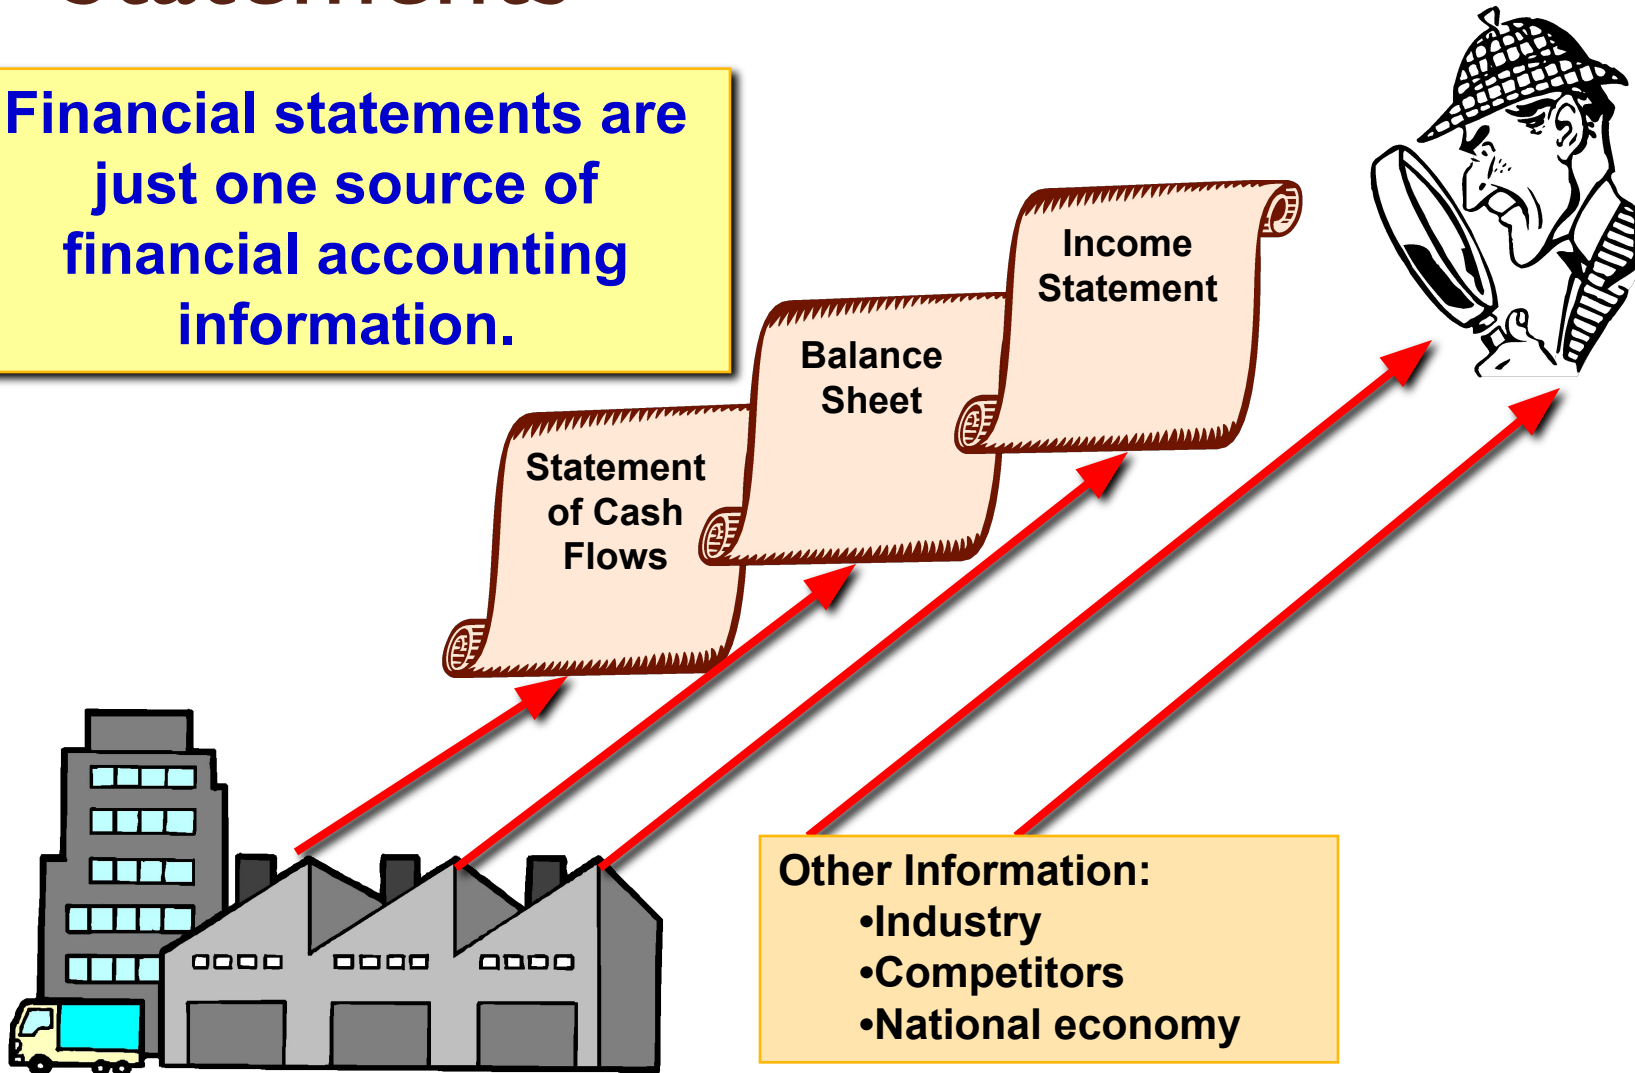 Statements
Financial statements are
just one source of
financial accounting
information.
Income
Statement
Balance
Sheet
Statement
of Cash
Flows
Other Information:
•Industry
•Competitors
•National economy